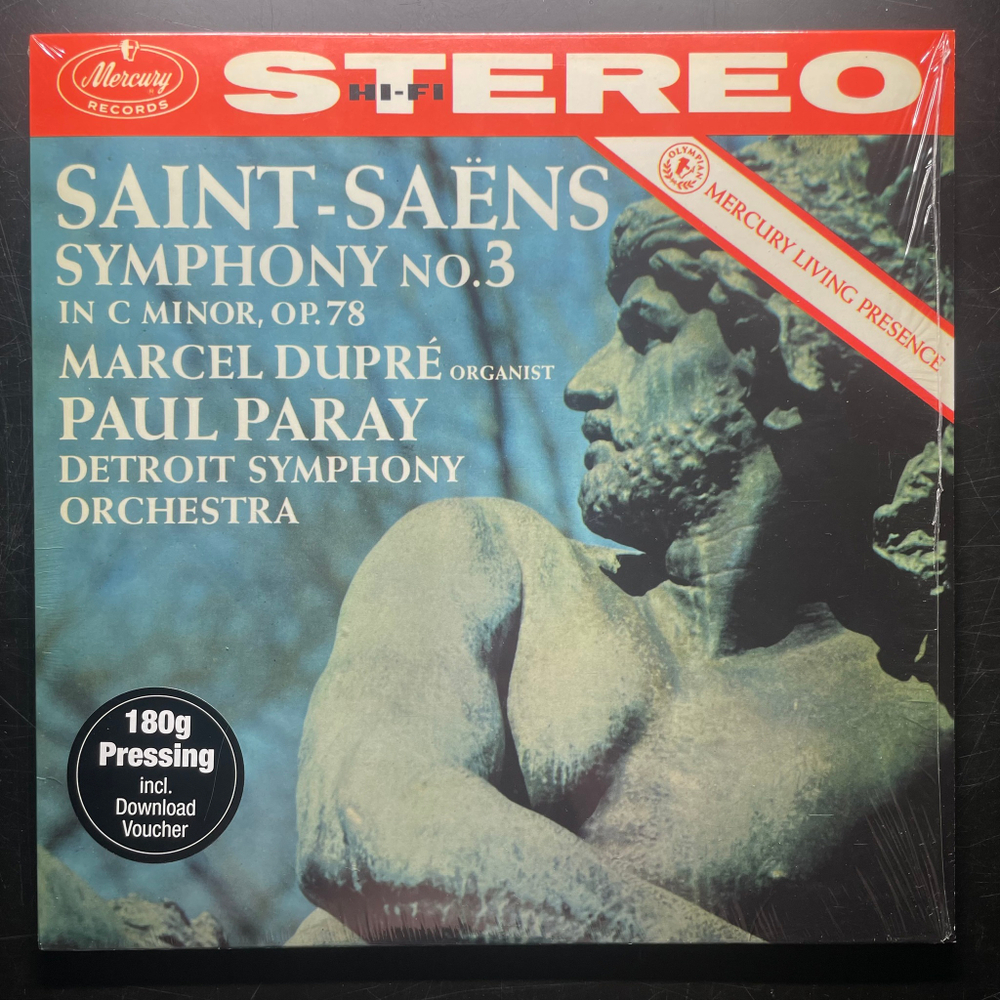 Mercury
RECORDS
STEREO
HI-FI
OLYMPIAN
MERCURY LIVING PRESENCE
SAINT-SAËNS
SYMPHONY NO.3
IN C MINOR, OP.78
MARCEL DUPRÉ ORGANIST
PAUL PARAY
DETROIT SYMPHONY
ORCHESTRA
180g
Pressing
incl.
Download
Voucher